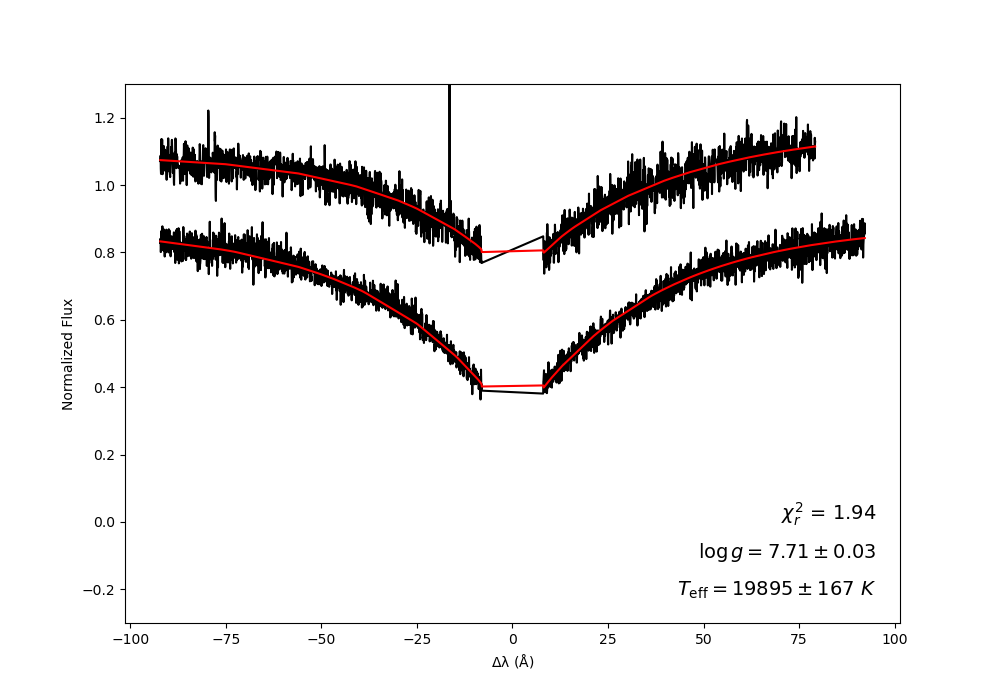 1.2
1.0
0.8
0.6
0.4
0.2
0.0
−0.2
Normalized Flux
χ²ᵣ = 1.94
log g = 7.71 ± 0.03
T_eff = 19895 ± 167 K
−100 −75 −50 −25 0 25 50 75 100
Δλ (Å)